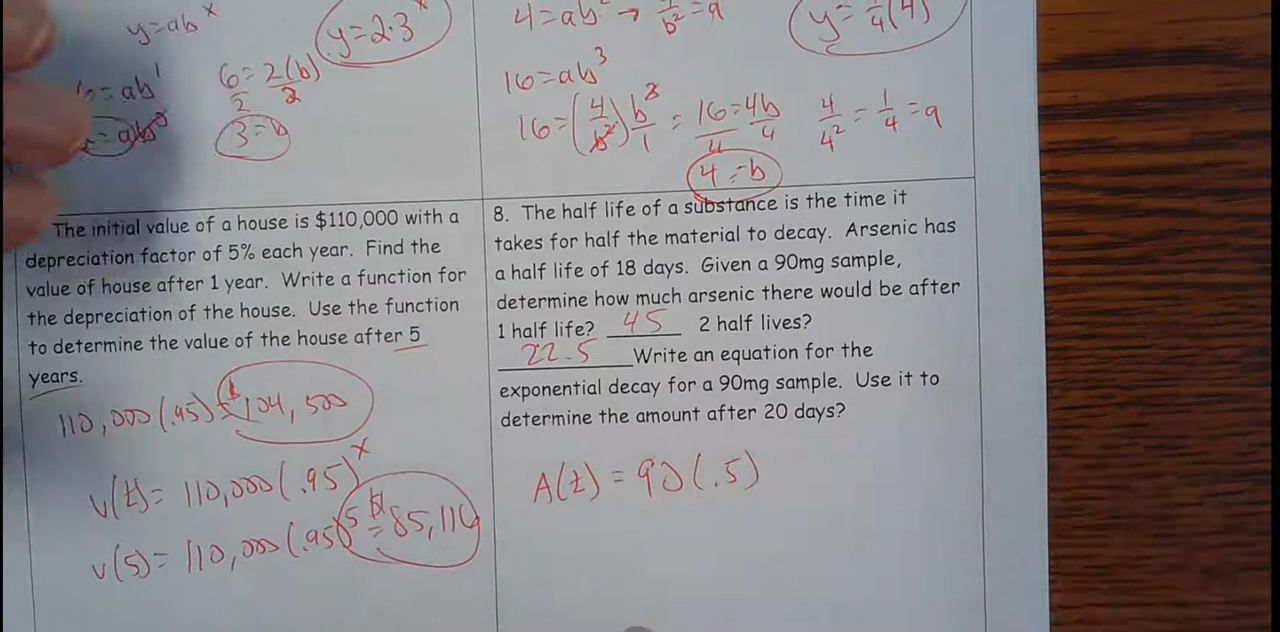 y=ab^x
y=2·3^x
=ab^1
6/2=2(b)/2
3=b
4=ab² → 4/b²=a
y=1/4(4)
16=ab³
16=(4/b²)b³/1 = 16/4=4b/4
4/4²=1/4=a
4=b
The initial value of a house is $110,000 with a
depreciation factor of 5% each year. Find the
value of house after 1 year. Write a function for
the depreciation of the house. Use the function
to determine the value of the house after 5
years.
110,000(.95)=$104,500
v(t)=110,000(.95)^x
v(5)=110,000(.95)^5=$85,116
8. The half life of a substance is the time it
takes for half the material to decay. Arsenic has
a half life of 18 days. Given a 90mg sample,
determine how much arsenic there would be after
1 half life? 45 2 half lives?
22.5 Write an equation for the
exponential decay for a 90mg sample. Use it to
determine the amount after 20 days?
A(t)=90(.5)